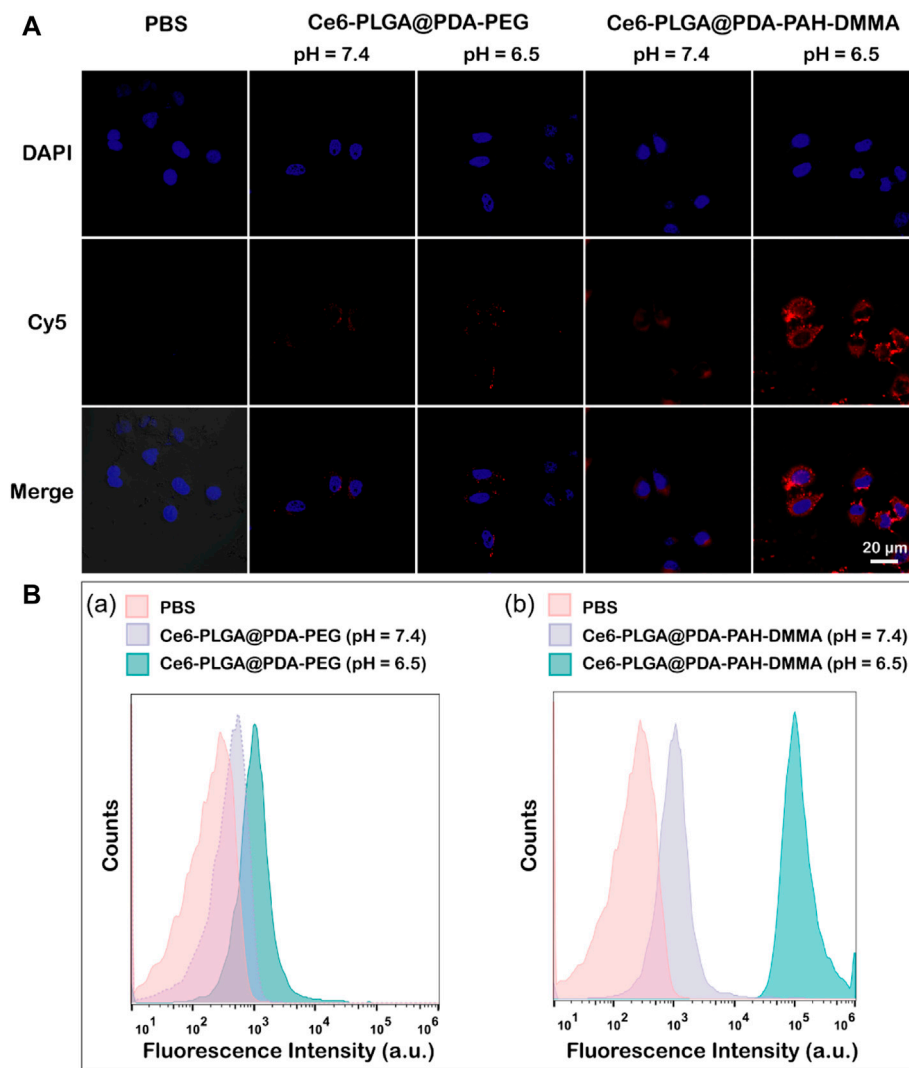 A
PBS
Ce6-PLGA@PDA-PEG
Ce6-PLGA@PDA-PAH-DMMA
pH = 7.4
pH = 6.5
pH = 7.4
pH = 6.5
DAPI
Cy5
Merge
20 μm
B
(a)
PBS
Ce6-PLGA@PDA-PEG (pH = 7.4)
Ce6-PLGA@PDA-PEG (pH = 6.5)
Counts
10¹ 10² 10³ 10⁴ 10⁵ 10⁶
Fluorescence Intensity (a.u.)
(b)
PBS
Ce6-PLGA@PDA-PAH-DMMA (pH = 7.4)
Ce6-PLGA@PDA-PAH-DMMA (pH = 6.5)
Counts
10¹ 10² 10³ 10⁴ 10⁵ 10⁶
Fluorescence Intensity (a.u.)